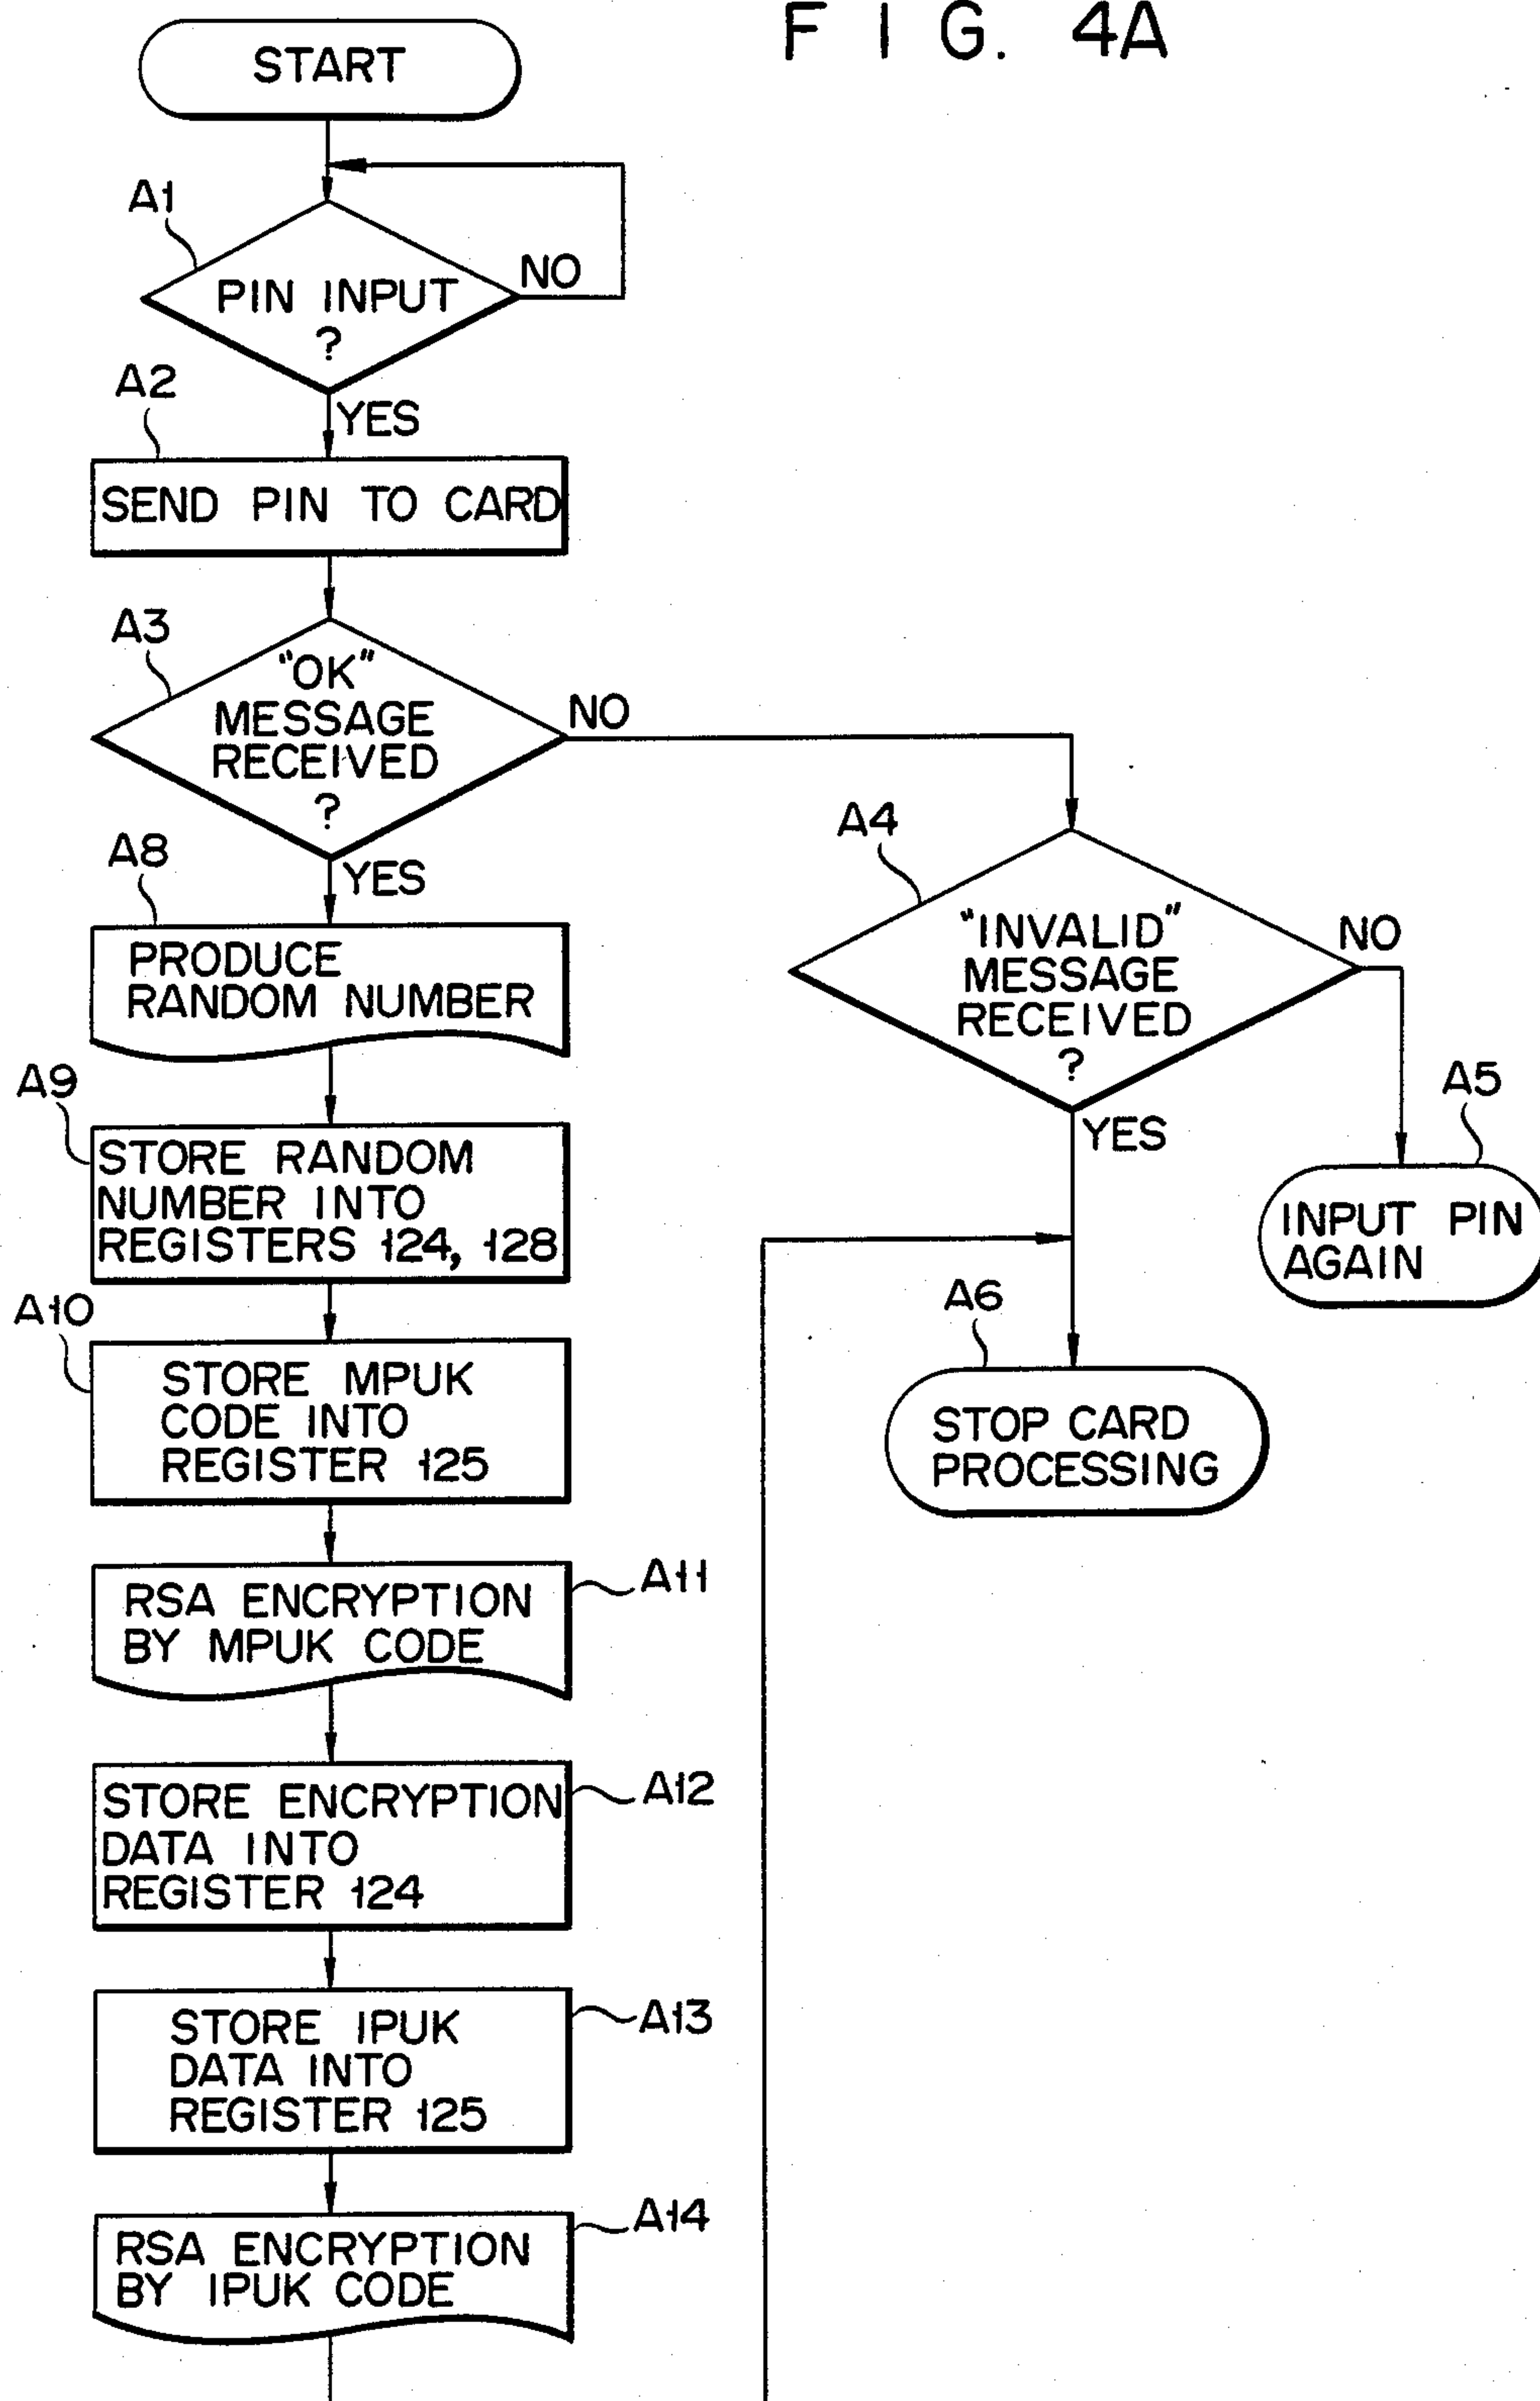 FIG. 4A
START
A1
PIN INPUT
?
NO
YES
A2
SEND PIN TO CARD
A3
"OK"
MESSAGE
RECEIVED
?
NO
YES
A4
"INVALID"
MESSAGE
RECEIVED
?
NO
YES
A5
INPUT PIN
AGAIN
A6
STOP CARD
PROCESSING
A8
PRODUCE
RANDOM NUMBER
A9
STORE RANDOM
NUMBER INTO
REGISTERS 124, 128
A10
STORE MPUK
CODE INTO
REGISTER 125
A11
RSA ENCRYPTION
BY MPUK CODE
A12
STORE ENCRYPTION
DATA INTO
REGISTER 124
A13
STORE IPUK
DATA INTO
REGISTER 125
A14
RSA ENCRYPTION
BY IPUK CODE